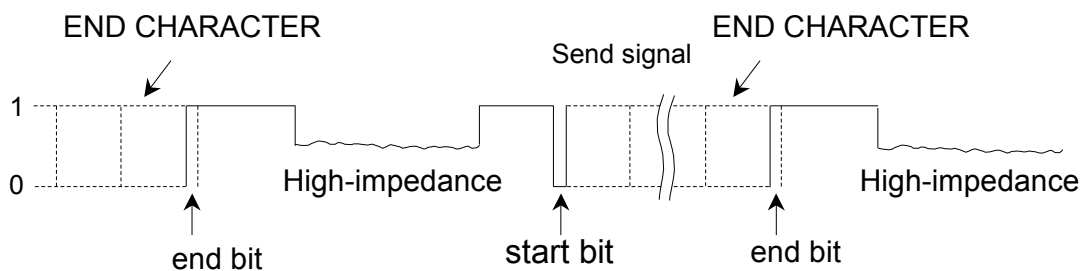 END CHARACTER
END CHARACTER
Send signal
1
0
High-impedance
High-impedance
end bit
start bit
end bit